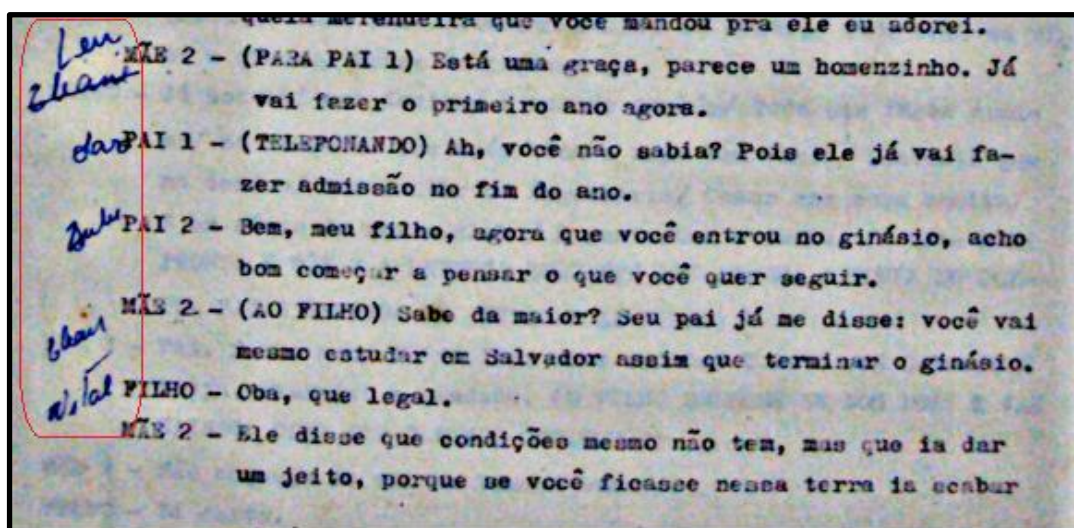 quela merendeira que você mandou pra ele eu adorei.
Leu
MÃE 2 - (PARA PAI 1) Está uma graça, parece um homenzinho. Já
vai fazer o primeiro ano agora.
PAI 1 - (TELEFONANDO) Ah, você não sabia? Pois ele já vai fa-
zer admissão no fim do ano.
PAI 2 - Bem, meu filho, agora que você entrou no ginásio, acho
bom começar a pensar o que você quer seguir.
MÃE 2 - (AO FILHO) Sabe da maior? Seu pai já me disse: você vai
mesmo estudar em Salvador assim que terminar o ginásio.
FILHO - Oba, que legal.
MÃE 2 - Ele disse que condições mesmo não tem, mas que ia dar
um jeito, porque se você ficasse nessa terra ia acabar